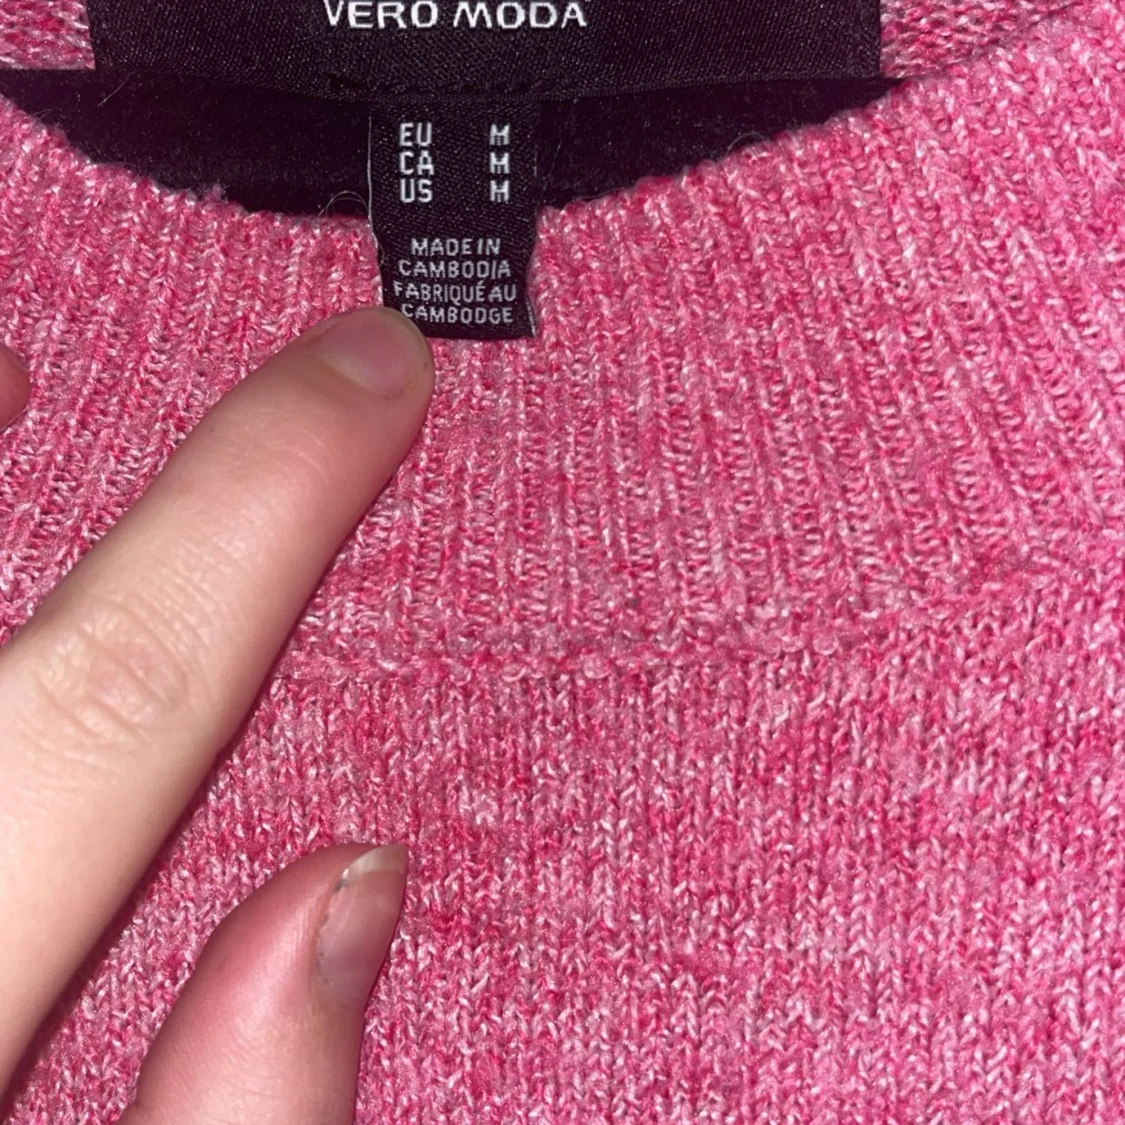 VERO MODA
EU M
CA M
US M
MADE IN
CAMBODIA
FABRIQUÉ AU
CAMBODGE